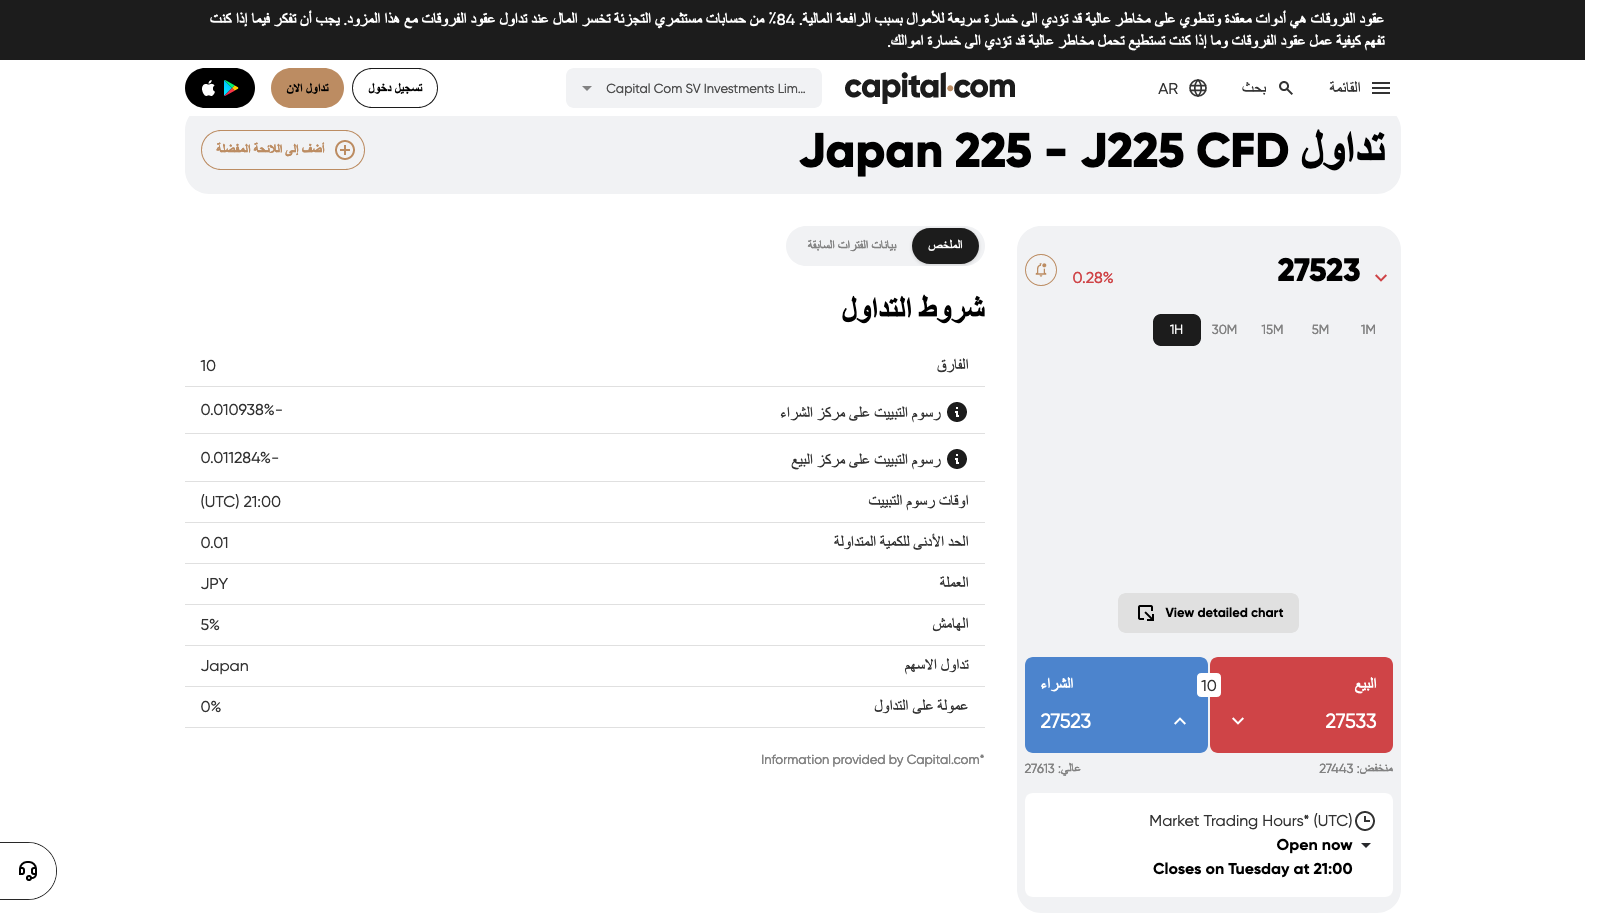 عقود الفروقات هي أدوات معقدة وتنطوي على مخاطر عالية قد تؤدي الى خسارة سريعة للأموال بسبب الرافعة المالية. 84٪ من حسابات مستثمري التجزئة تخسر المال عند تداول عقود الفروقات مع هذا المزود. يجب أن تفكر فيما إذا كنت
تفهم كيفية عمل عقود الفروقات وما إذا كنت تستطيع تحمل مخاطر عالية قد تؤدي الى خسارة اموالك.
القائمة
بحث
AR
capital.com
Capital Com SV Investments Lim...
تسجيل دخول
تداول الان
تداول Japan 225 - J225 CFD
أضف إلى اللائحة المفضلة
27523
0.28%
1M
5M
15M
30M
1H
View detailed chart
البيع
27533
10
الشراء
27523
منخفض: 27443
عالي: 27613
Market Trading Hours* (UTC)
Open now
Closes on Tuesday at 21:00
الملخص
بيانات الفترات السابقة
شروط التداول
الفارق
10
رسوم التبييت على مركز الشراء
0.010938%-
رسوم التبييت على مركز البيع
0.011284%-
اوقات رسوم التبييت
21:00 (UTC)
الحد الأدنى للكمية المتداولة
0.01
العملة
JPY
الهامش
5%
تداول الاسهم
Japan
عمولة على التداول
0%
Information provided by Capital.com*